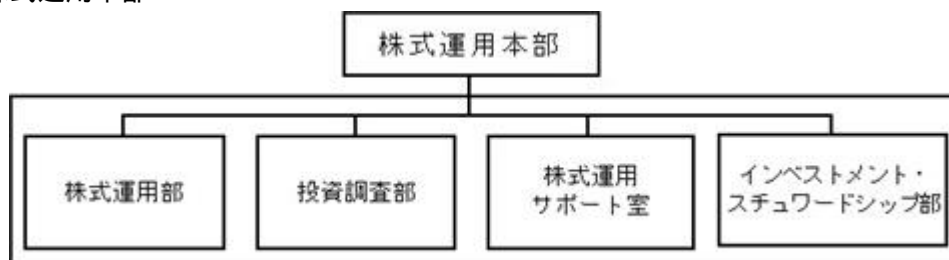 株式運用本部
株式運用部
投資調査部
株式運用
サポート室
インベストメント・
スチュワードシップ部